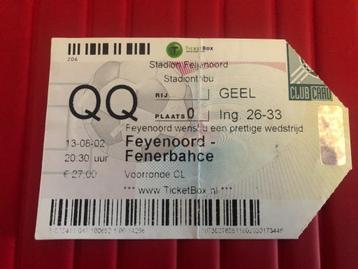 TicketBox
206
Stadion Feijenoord
Stadiontribu
QQ
RIJ
GEEL
PLAATS 0
Ing. 26-33
Feyenoord wenst u een prettige wedstrijd
13-08-02
Feyenoord -
20:30 uur
Fenerbahce
€ 27,00
Voorronde CL
*** www.TicketBox.nl ***
CLUB CARD